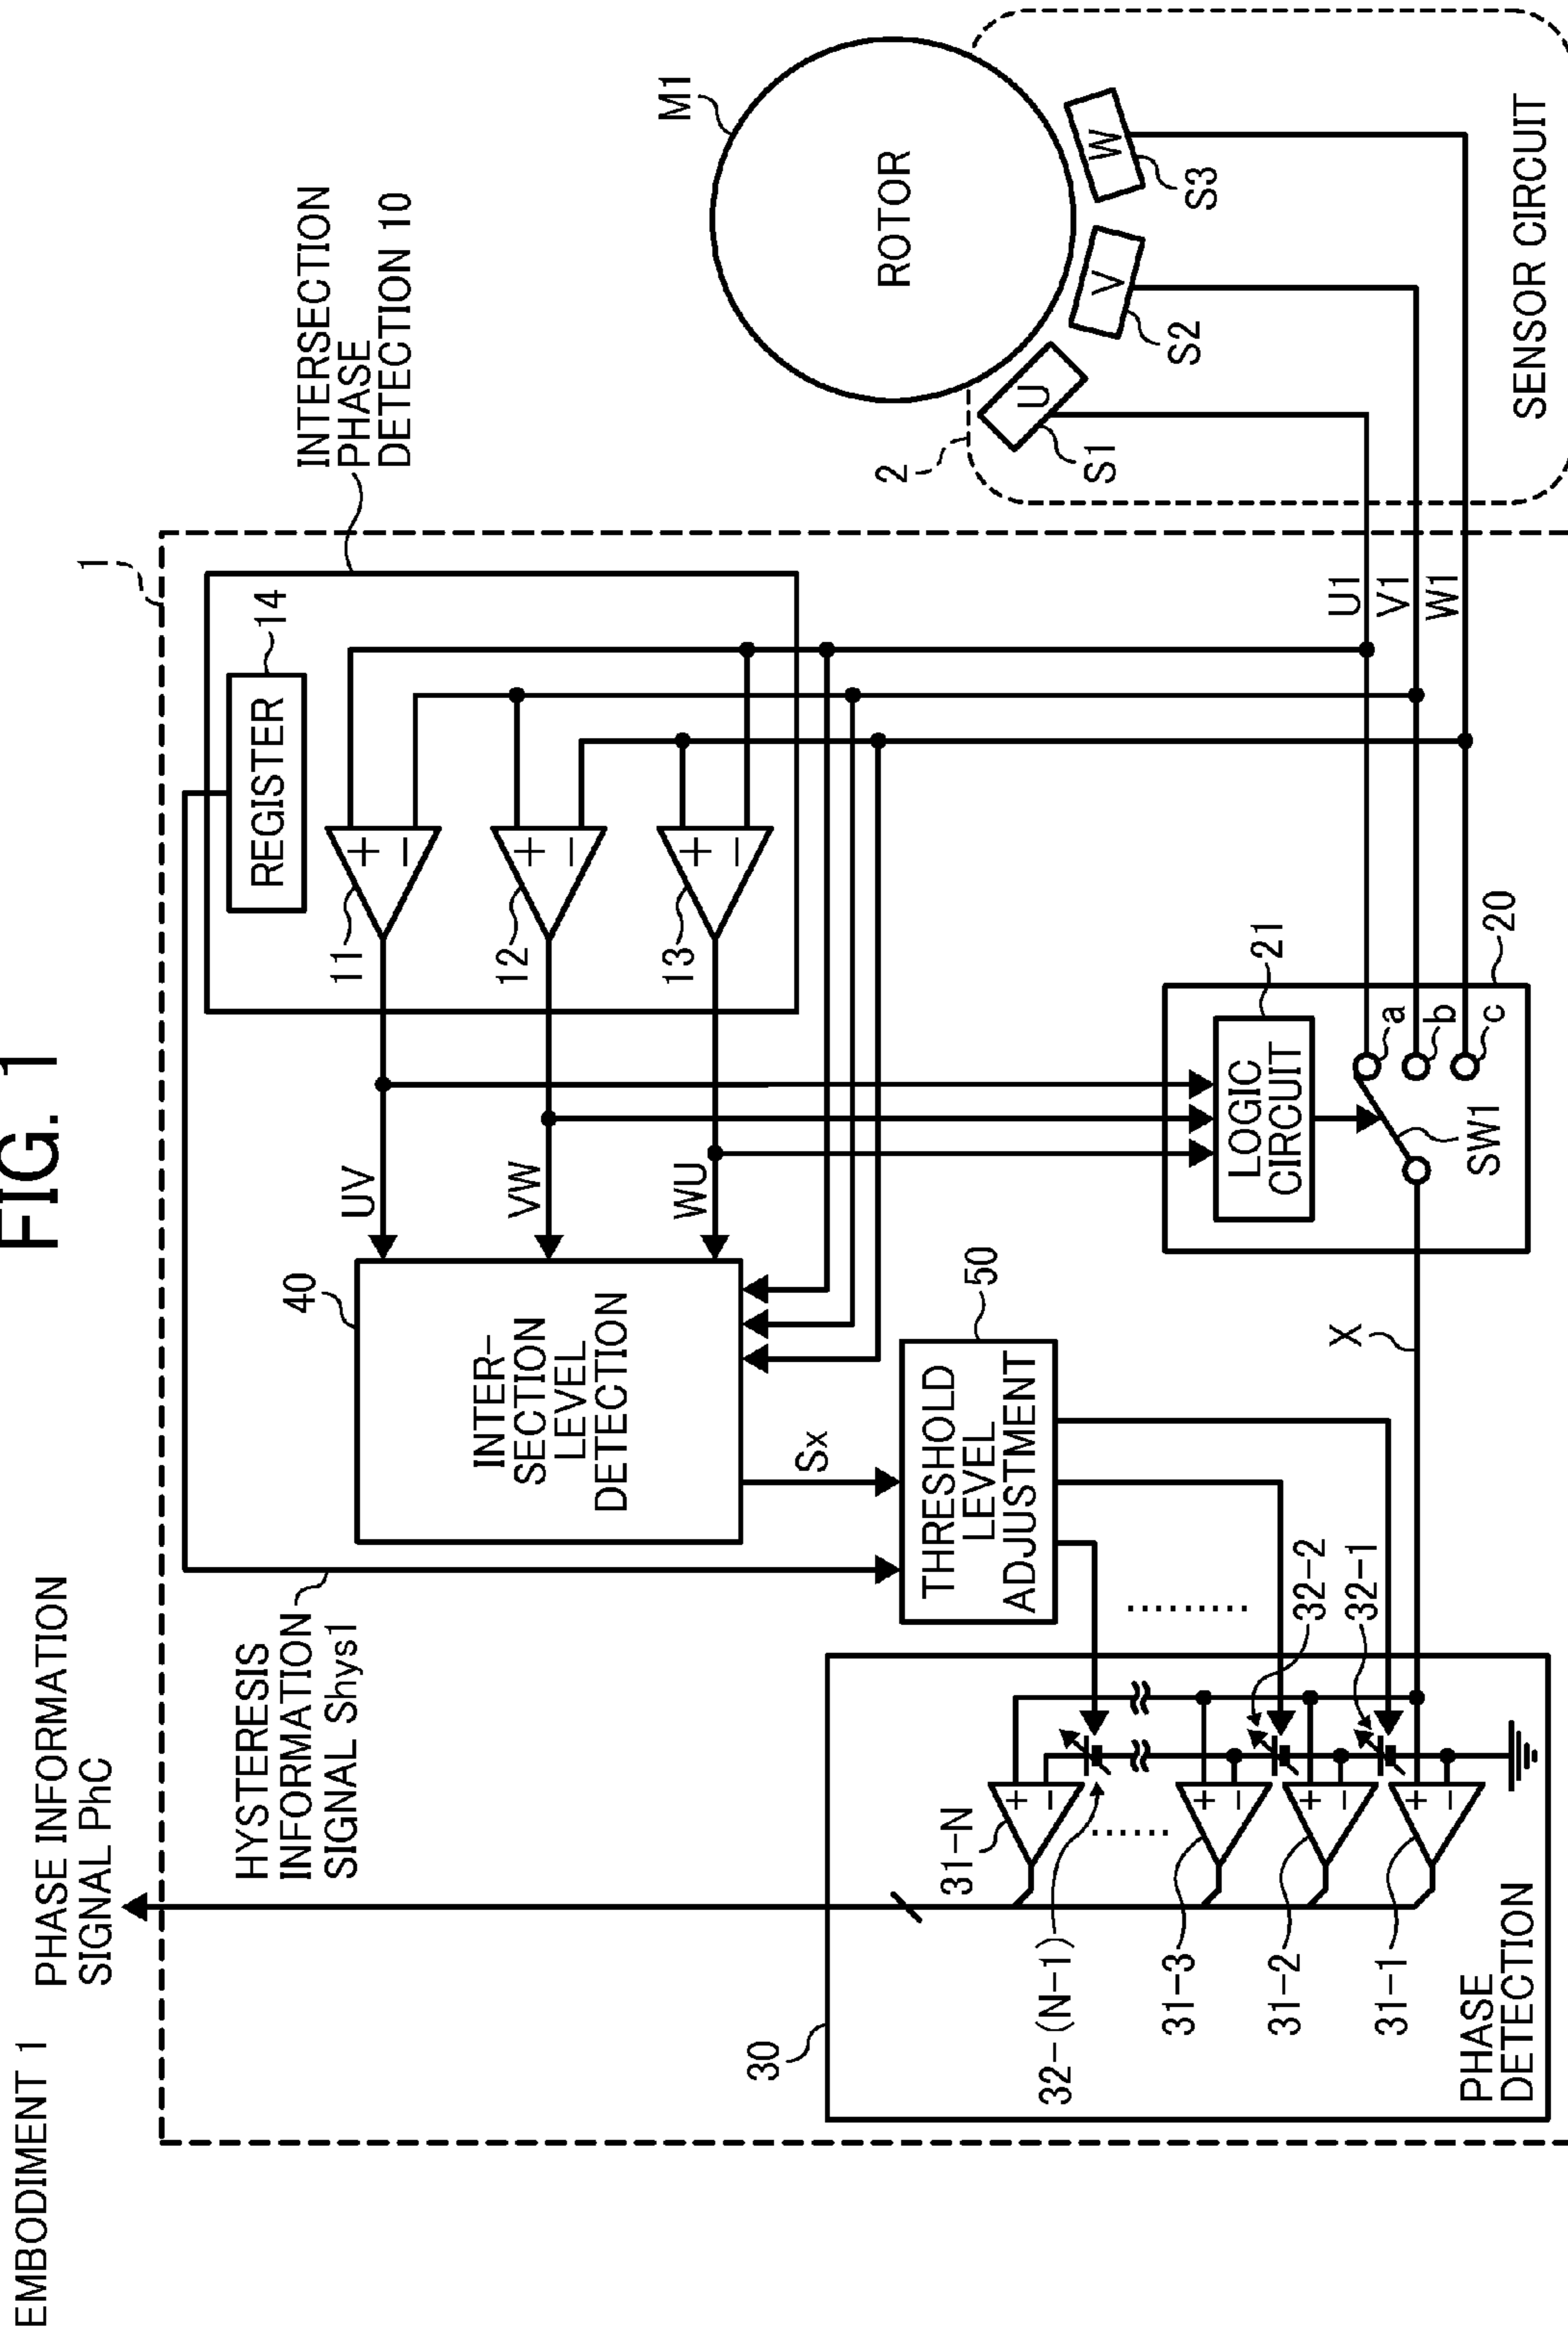 FIG. 1
EMBODIMENT 1
PHASE INFORMATION
SIGNAL PhC
1
HYSTERESIS
INFORMATION
SIGNAL Shys1
INTERSECTION
PHASE
DETECTION 10
REGISTER
14
+
−
11
+
−
12
+
−
13
UV
VW
WU
40
INTER-
SECTION
LEVEL
DETECTION
Sx
50
THRESHOLD
LEVEL
ADJUSTMENT
M1
ROTOR
2
U
S1
V
S2
W
S3
SENSOR CIRCUIT
U1
V1
W1
20
21
LOGIC
CIRCUIT
a
b
c
SW1
X
30
31-N
+
−
32-(N-1)
31-3
+
−
32-2
31-2
+
−
32-1
31-1
+
−
PHASE
DETECTION